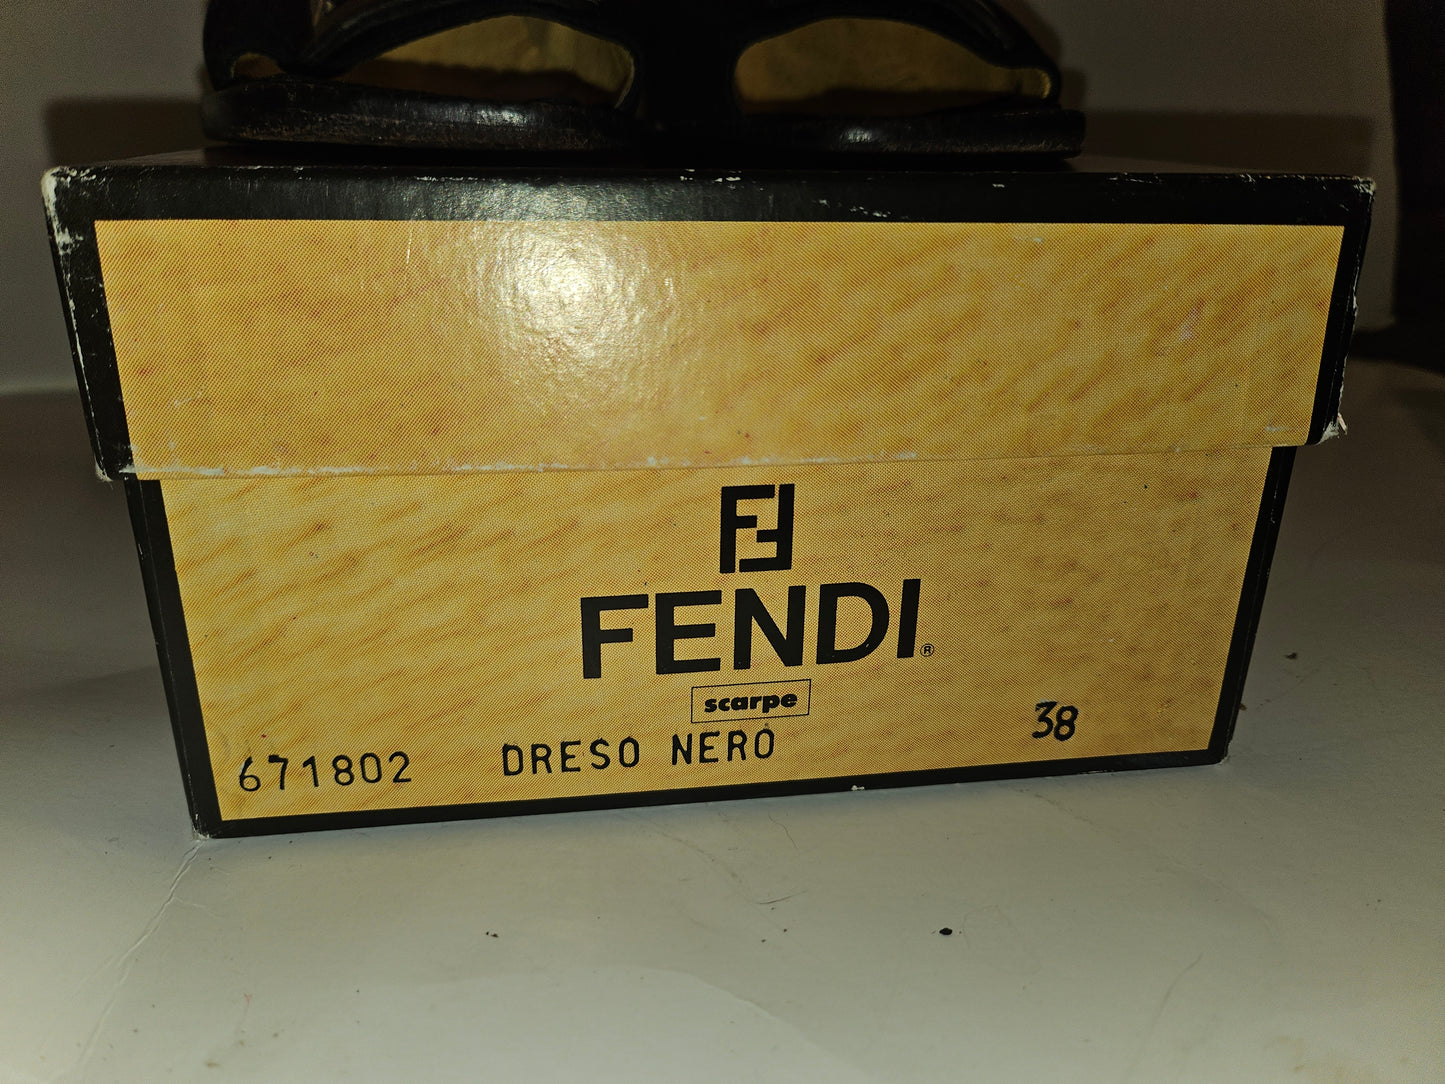 FF
FENDI®
scarpe
671802 DRESO NERO 38